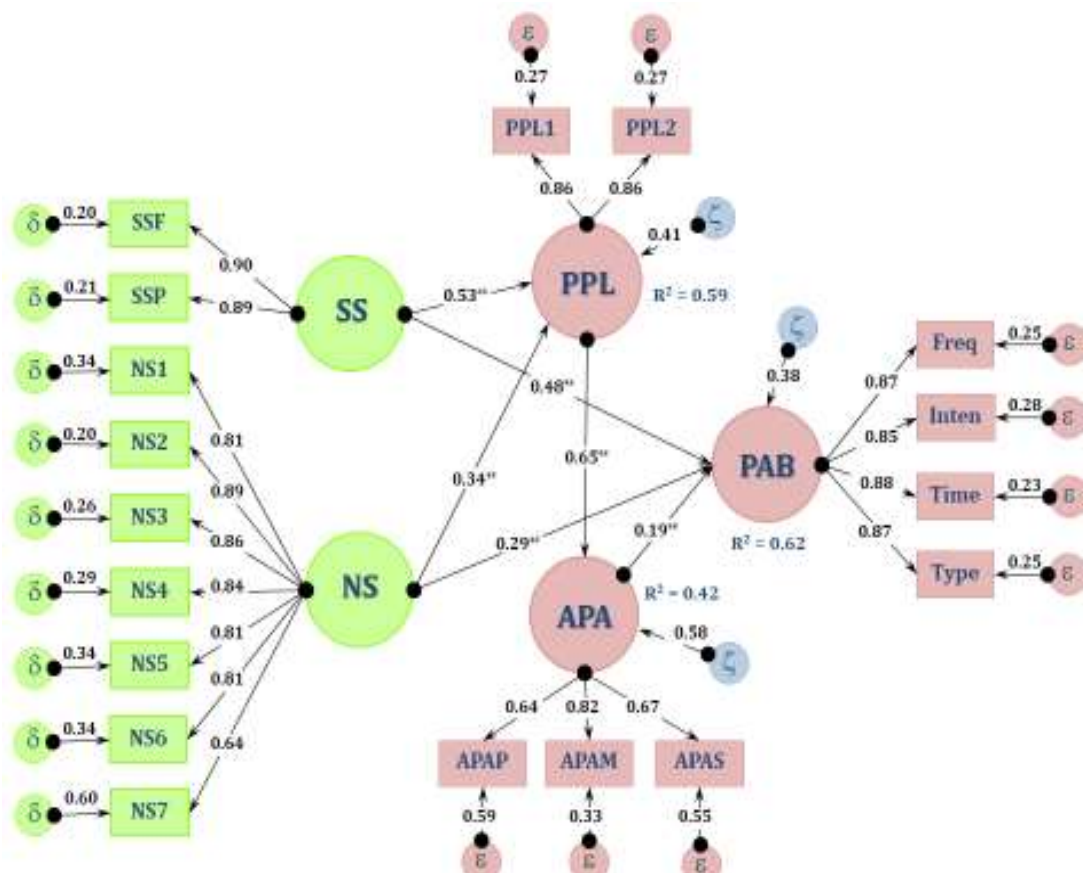 ε
ε
0.27
0.27
PPL1
PPL2
0.86
0.86
δ
0.20
SSF
ζ
0.41
0.90
PPL
SS
0.53**
R² = 0.59
δ
0.21
SSP
0.89
ζ
0.38
δ
0.34
NS1
0.48**
Freq
0.25
ε
0.87
δ
0.20
NS2
0.81
Inten
0.28
ε
0.85
0.65**
PAB
0.89
0.34**
0.88
Time
0.23
ε
δ
0.26
NS3
0.86
0.29**
0.19**
R² = 0.62
0.87
Type
0.25
ε
δ
0.29
NS4
0.84
NS
R² = 0.42
APA
0.58
ζ
0.81
δ
0.34
NS5
0.81
0.64
0.82
0.67
δ
0.34
NS6
0.64
APAP
APAM
APAS
δ
0.60
NS7
0.59
0.33
0.55
ε
ε
ε